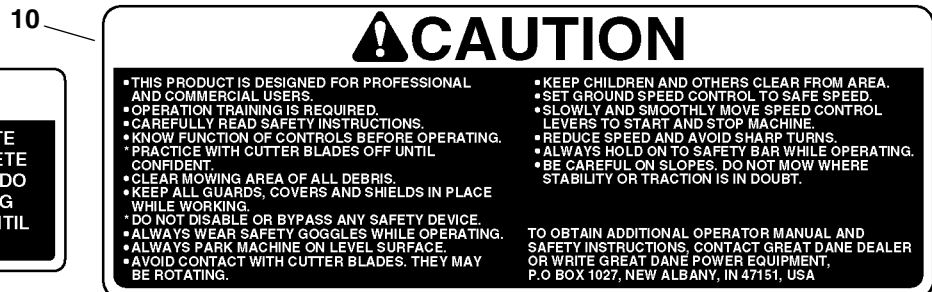 10
CAUTION
• THIS PRODUCT IS DESIGNED FOR PROFESSIONAL
AND COMMERCIAL USERS.
• OPERATION TRAINING IS REQUIRED.
• CAREFULLY READ SAFETY INSTRUCTIONS.
• KNOW FUNCTION OF CONTROLS BEFORE OPERATING.
* PRACTICE WITH CUTTER BLADES OFF UNTIL
CONFIDENT.
• CLEAR MOWING AREA OF ALL DEBRIS.
• KEEP ALL GUARDS, COVERS AND SHIELDS IN PLACE
WHILE WORKING.
* DO NOT DISABLE OR BYPASS ANY SAFETY DEVICE.
• ALWAYS WEAR SAFETY GOGGLES WHILE OPERATING.
• ALWAYS PARK MACHINE ON LEVEL SURFACE.
• AVOID CONTACT WITH CUTTER BLADES. THEY MAY
BE ROTATING.
• KEEP CHILDREN AND OTHERS CLEAR FROM AREA.
• SET GROUND SPEED CONTROL TO SAFE SPEED.
• SLOWLY AND SMOOTHLY MOVE SPEED CONTROL
LEVERS TO START AND STOP MACHINE.
• REDUCE SPEED AND AVOID SHARP TURNS.
• ALWAYS HOLD ON TO SAFETY BAR WHILE OPERATING.
• BE CAREFUL ON SLOPES. DO NOT MOW WHERE
STABILITY OR TRACTION IS IN DOUBT.
TO OBTAIN ADDITIONAL OPERATOR MANUAL AND
SAFETY INSTRUCTIONS, CONTACT GREAT DANE DEALER
OR WRITE GREAT DANE POWER EQUIPMENT,
P.O BOX 1027, NEW ALBANY, IN 47151, USA
TE
ETE
DO
G
NTIL